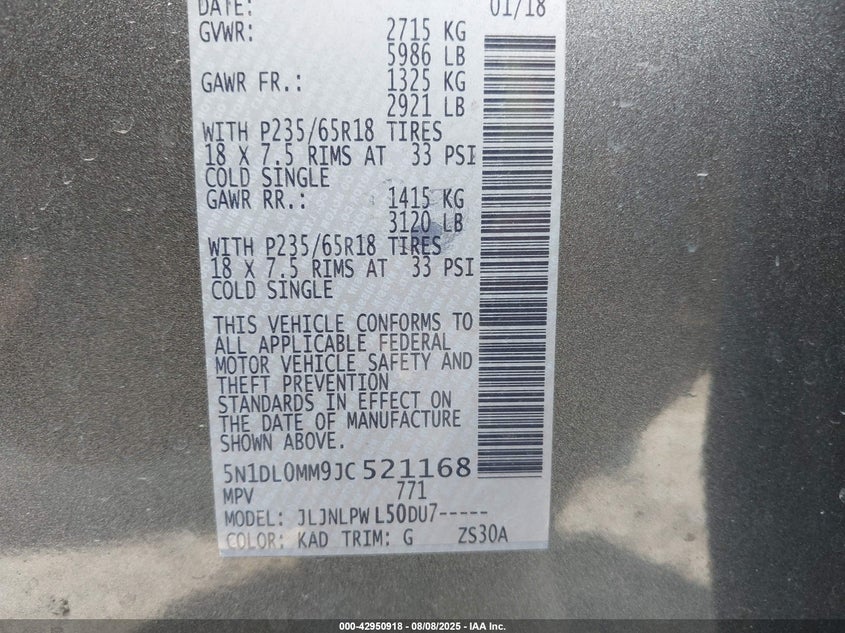 DATE: 01/18
GVWR: 2715 KG
5986 LB
GAWR FR.: 1325 KG
2921 LB
WITH P235/65R18 TIRES
18 X 7.5 RIMS AT 33 PSI
COLD SINGLE
GAWR RR.: 1415 KG
3120 LB
WITH P235/65R18 TIRES
18 X 7.5 RIMS AT 33 PSI
COLD SINGLE
THIS VEHICLE CONFORMS TO
ALL APPLICABLE FEDERAL
MOTOR VEHICLE SAFETY AND
THEFT PREVENTION
STANDARDS IN EFFECT ON
THE DATE OF MANUFACTURE
SHOWN ABOVE.
5N1DL0MM9JC521168
MPV 771
MODEL: JLJNLPW L50DU7-----
COLOR: KAD TRIM: G ZS30A
000-42950918 - 08/08/2025 - IAA Inc.